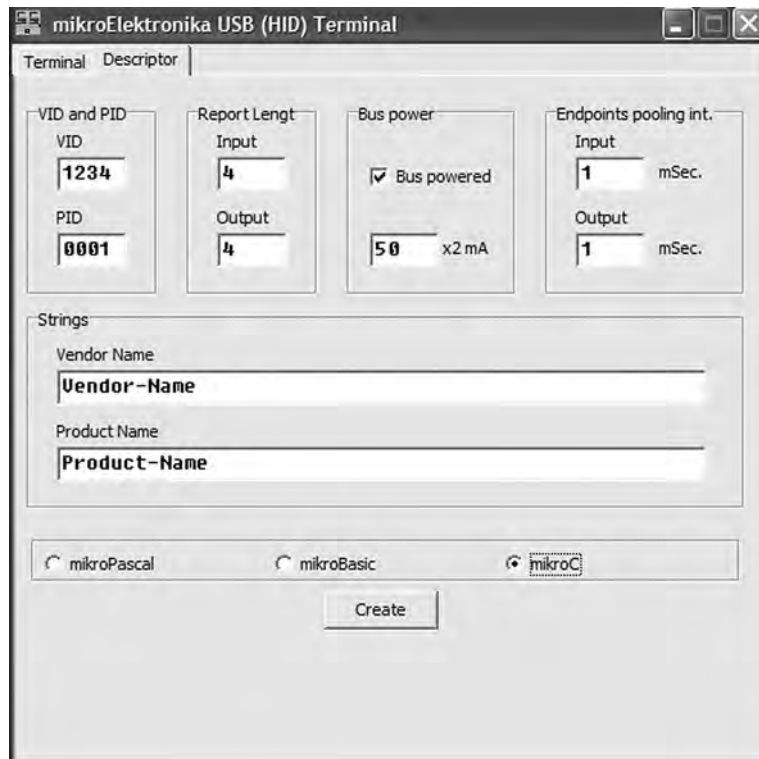 mikroElektronika USB (HID) Terminal
Terminal Descriptor
VID and PID
VID
1234
PID
0001
Report Lengt
Input
4
Output
4
Bus power
Bus powered
50 x2 mA
Endpoints pooling int.
Input
1 mSec.
Output
1 mSec.
Strings
Vendor Name
Vendor-Name
Product Name
Product-Name
mikroPascal mikroBasic mikroC
Create